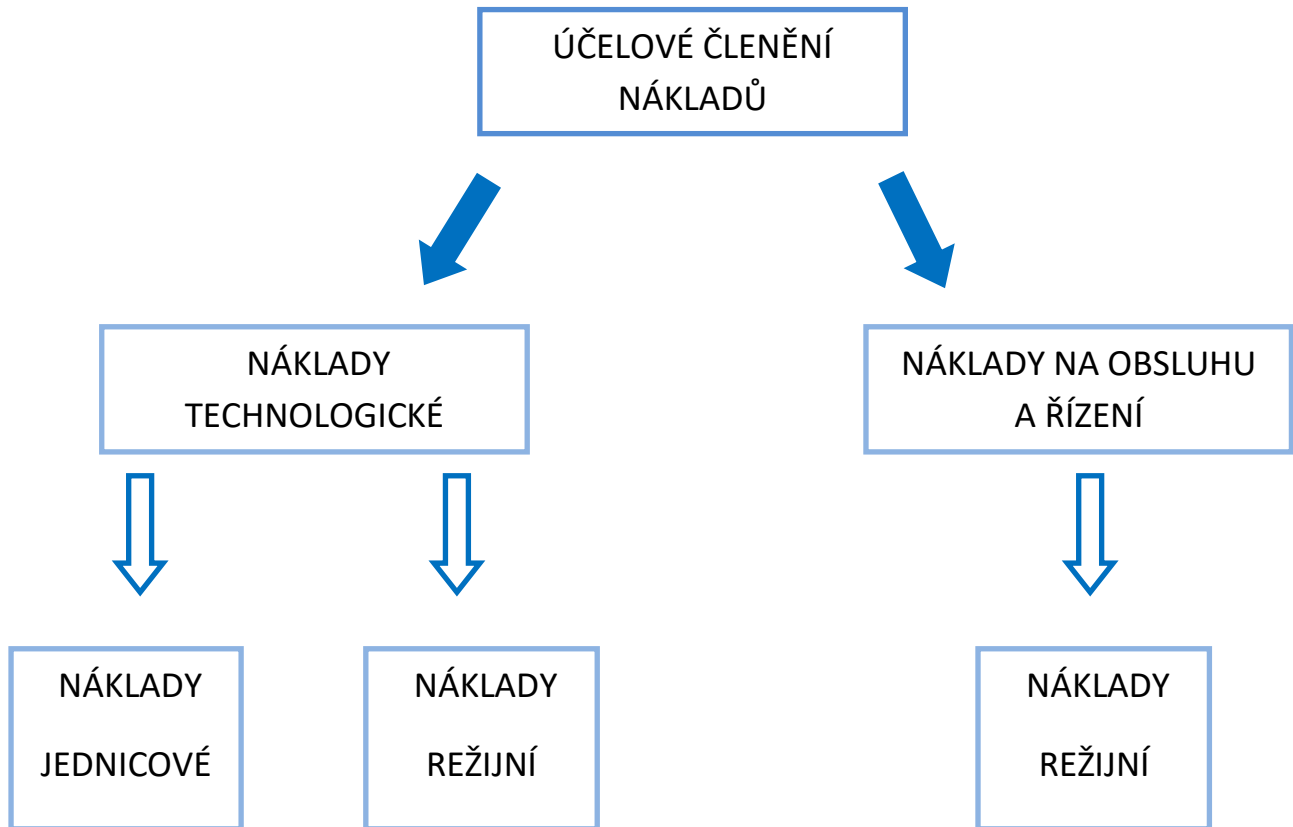 ÚČELOVÉ ČLENĚNÍ
NÁKLADŮ
NÁKLADY
TECHNOLOGICKÉ
NÁKLADY NA OBSLUHU
A ŘÍZENÍ
NÁKLADY
JEDNICOVÉ
NÁKLADY
REŽIJNÍ
NÁKLADY
REŽIJNÍ